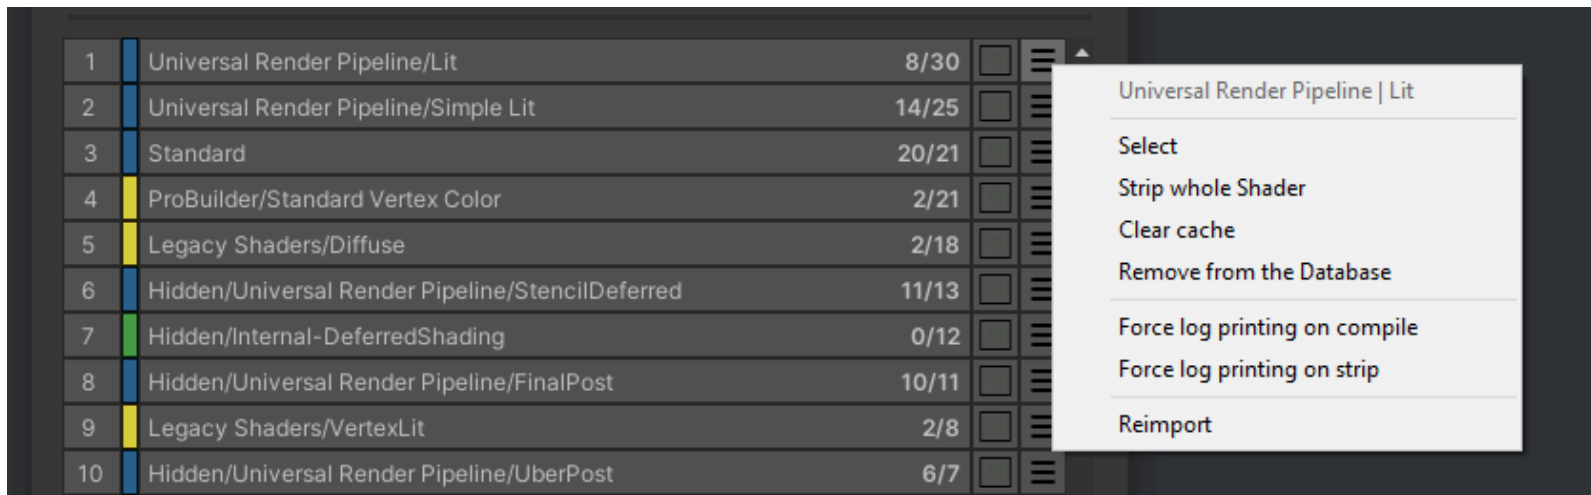 1 Universal Render Pipeline/Lit 8/30
2 Universal Render Pipeline/Simple Lit 14/25
3 Standard 20/21
4 ProBuilder/Standard Vertex Color 2/21
5 Legacy Shaders/Diffuse 2/18
6 Hidden/Universal Render Pipeline/StencilDeferred 11/13
7 Hidden/Internal-DeferredShading 0/12
8 Hidden/Universal Render Pipeline/FinalPost 10/11
9 Legacy Shaders/VertexLit 2/8
10 Hidden/Universal Render Pipeline/UberPost 6/7
Universal Render Pipeline | Lit
Select
Strip whole Shader
Clear cache
Remove from the Database
Force log printing on compile
Force log printing on strip
Reimport